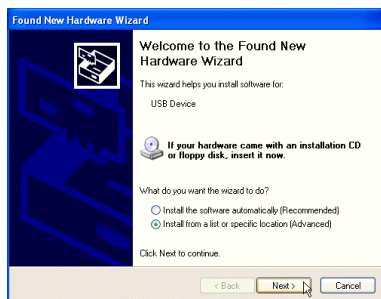 Found New Hardware Wizard
Welcome to the Found New
Hardware Wizard
This wizard helps you install software for:
USB Device
If your hardware came with an installation CD
or floppy disk, insert it now.
What do you want the wizard to do?
Install the software automatically (Recommended)
Install from a list or specific location (Advanced)
Click Next to continue.
< Back
Next >
Cancel